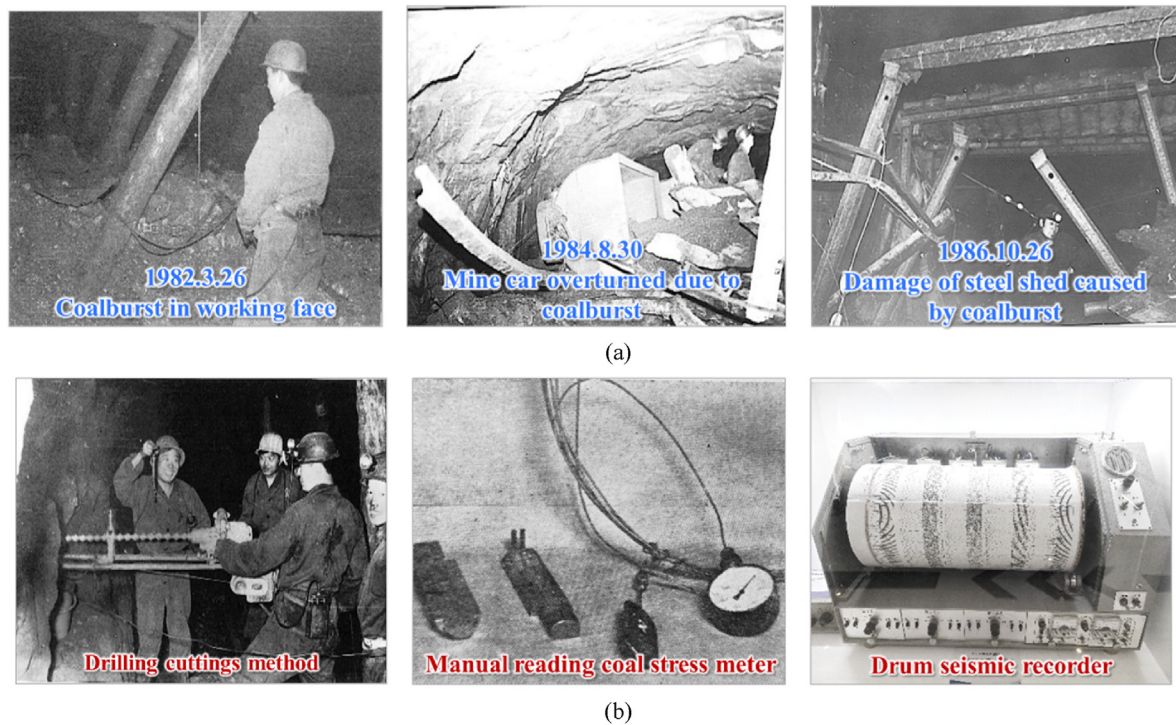 1982.3.26
Coalburst in working face
1984.8.30
Mine car overturned due to
coalburst
1986.10.26
Damage of steel shed caused
by coalburst
(a)
Drilling cuttings method
Manual reading coal stress meter
Drum seismic recorder
(b)